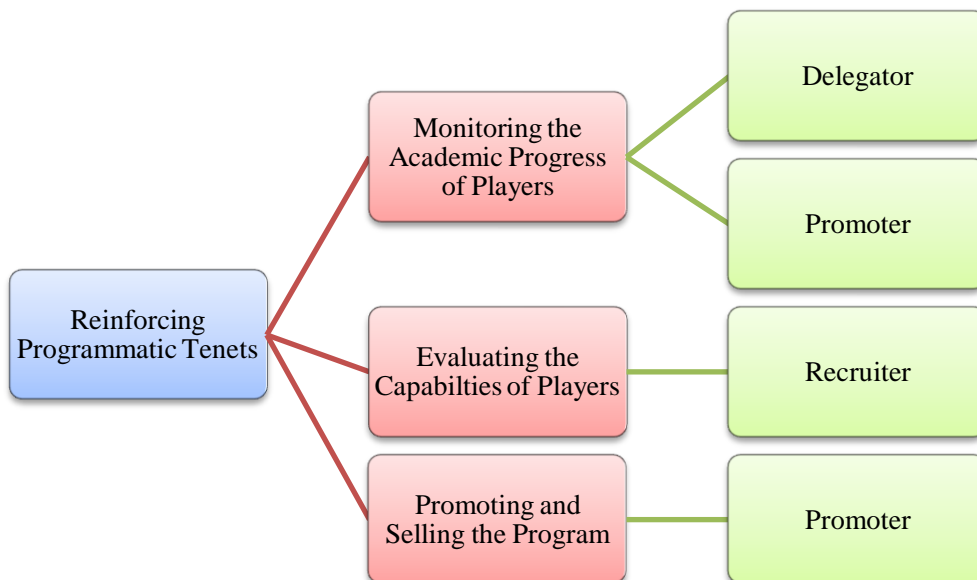 Reinforcing
Programmatic Tenets
Monitoring the
Academic Progress
of Players
Delegator
Promoter
Evaluating the
Capabilties of Players
Recruiter
Promoting and
Selling the Program
Promoter